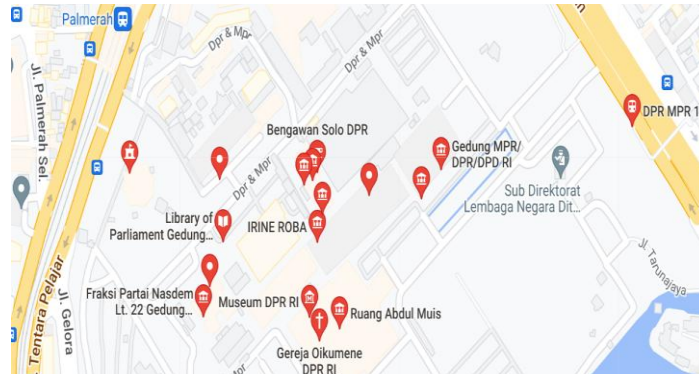 Palmerah
Dpr & Mpr
Dpr & Mpr
Jl. Palmerah Sel.
DPR MPR 1
Bengawan Solo DPR
Gedung MPR/
DPR/DPD RI
Dpr & Mpr
Sub Direktorat
Lembaga Negara Dit...
Library of
Parliament Gedung...
IRINE ROBA
Jl. Tarunajaya
Fraksi Partai Nasdem
Lt. 22 Gedung...
Museum DPR RI
Ruang Abdul Muis
Jl. Gelora
Tentara Pelajar
Gereja Oikumene
DPR RI